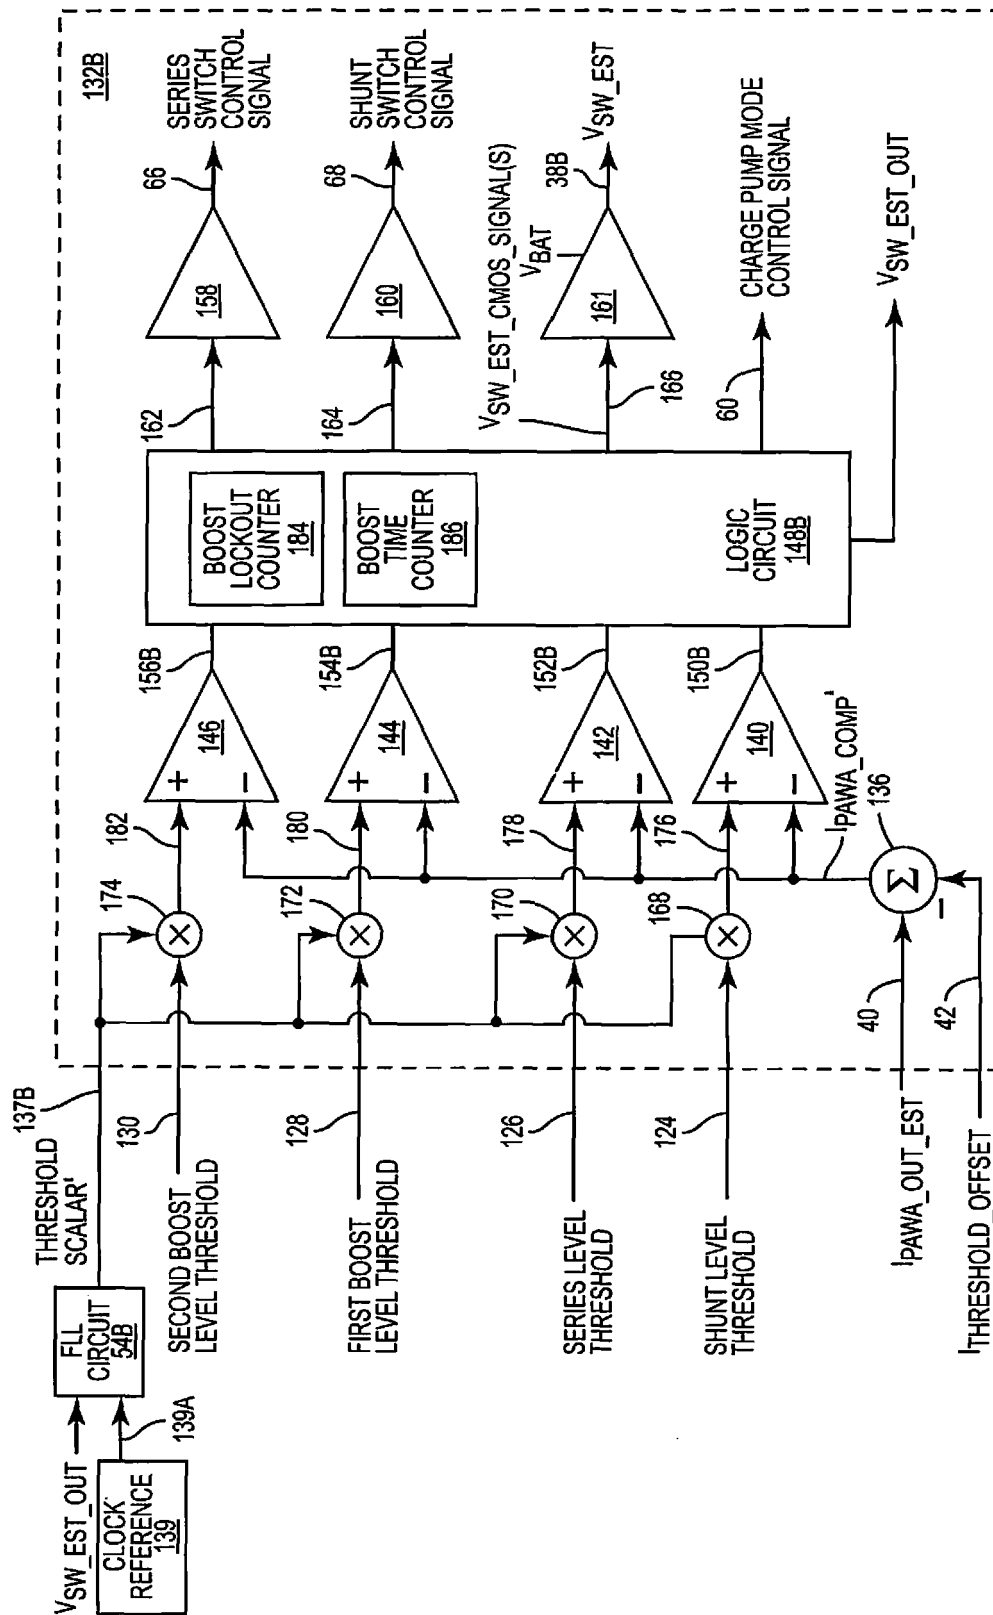 132B
V_SW_EST_OUT
CLOCK
REFERENCE
139
139A
FLL
CIRCUIT
54B
THRESHOLD
SCALAR'
137B
SECOND BOOST
LEVEL THRESHOLD
130
174
×
182
+
−
146
156B
FIRST BOOST
LEVEL THRESHOLD
128
172
×
180
+
−
144
154B
SERIES LEVEL
THRESHOLD
126
170
×
178
+
−
142
152B
SHUNT LEVEL
THRESHOLD
124
168
×
176
+
−
140
150B
I_PAWA_OUT_EST
40
I_THRESHOLD_OFFSET
42
Σ
−
136
I_PAWA_COMP'
BOOST
LOCKOUT
COUNTER
184
BOOST
TIME
COUNTER
186
LOGIC
CIRCUIT
148B
162
158
66
SERIES
SWITCH
CONTROL
SIGNAL
164
160
68
SHUNT
SWITCH
CONTROL
SIGNAL
V_SW_EST_CMOS_SIGNAL(S)
166
V_BAT
161
38B
V_SW_EST
60
CHARGE PUMP MODE
CONTROL SIGNAL
V_SW_EST_OUT